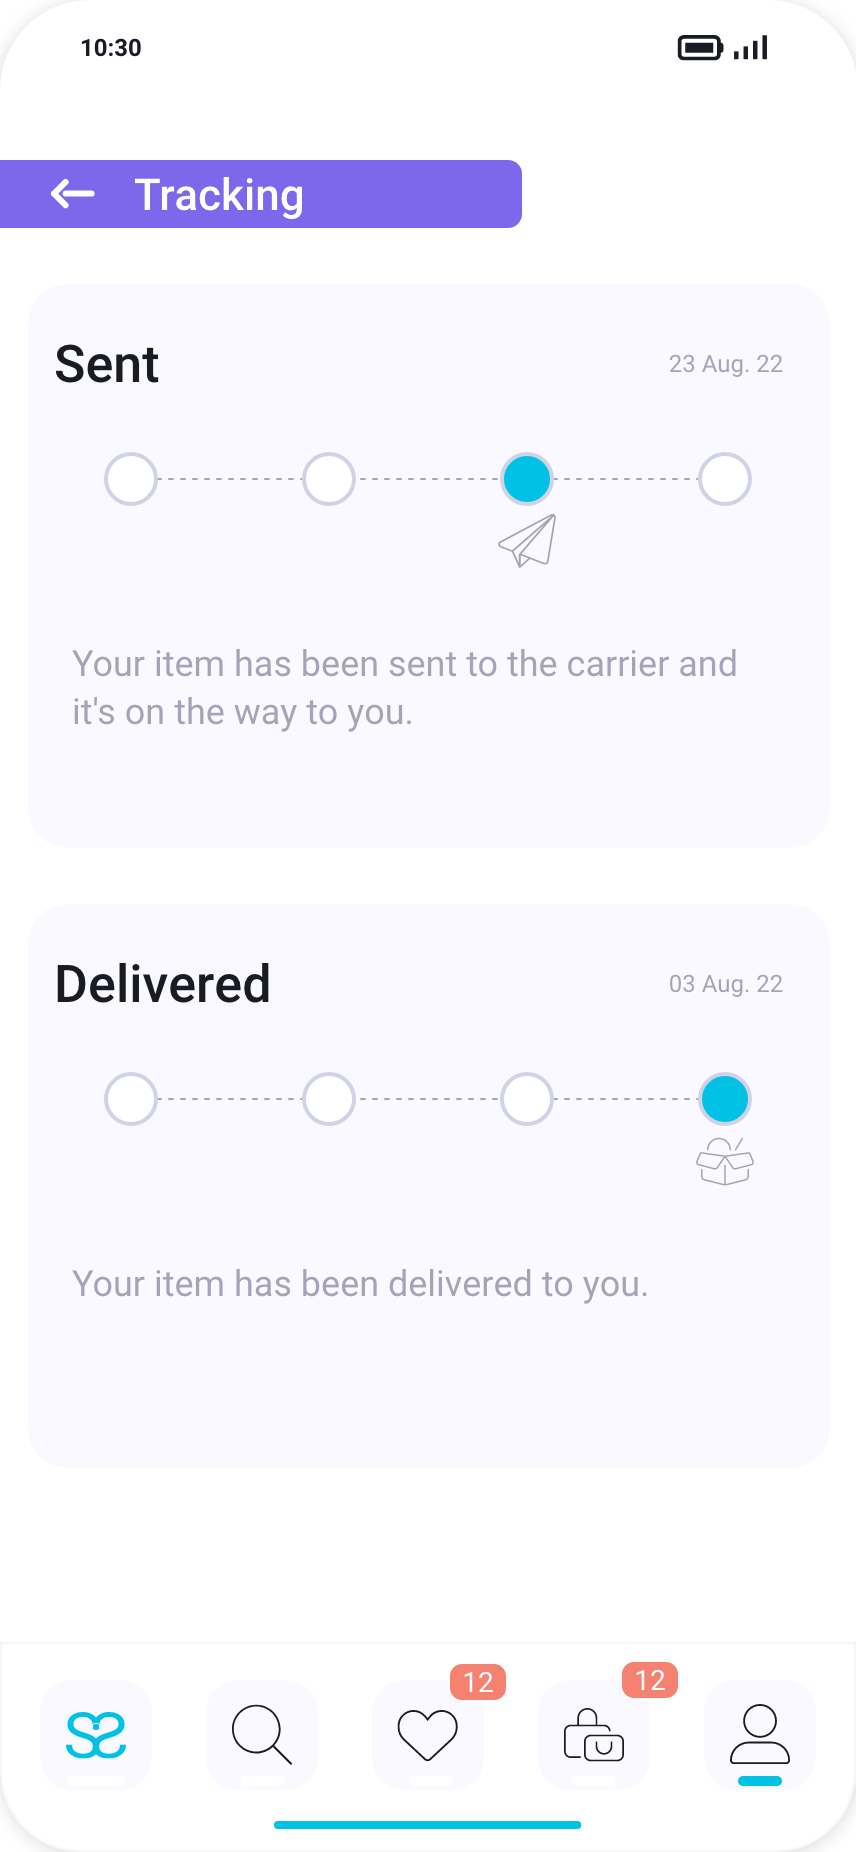 10:30
Tracking
Sent
23 Aug. 22
Your item has been sent to the carrier and
it's on the way to you.
Delivered
03 Aug. 22
Your item has been delivered to you.
12
12